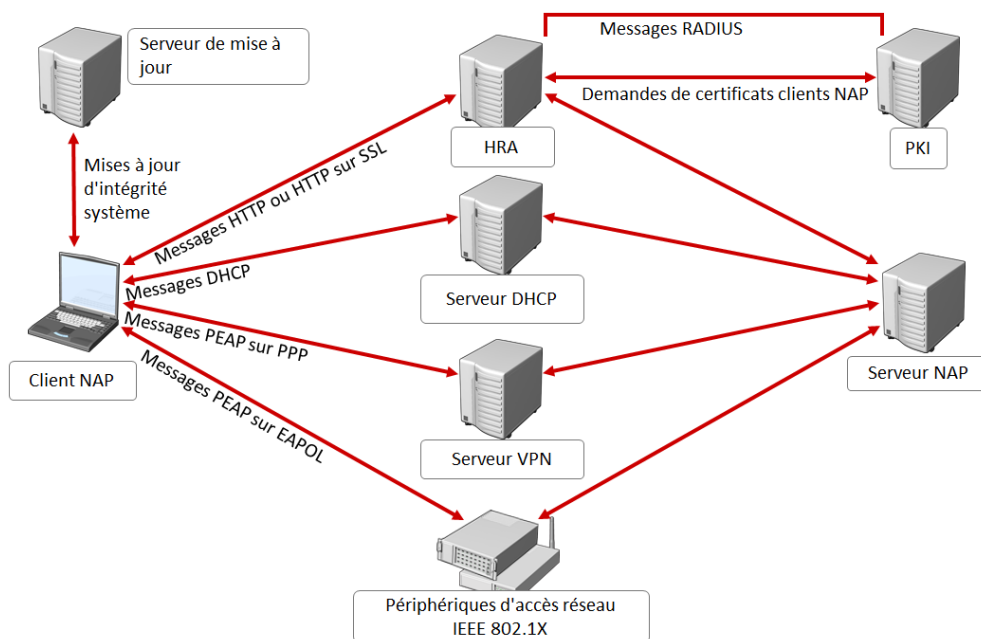 Serveur de mise à
jour
Messages RADIUS
Demandes de certificats clients NAP
HRA
PKI
Mises à jour
d'intégrité
système
Messages HTTP ou HTTP sur SSL
Messages DHCP
Serveur DHCP
Messages PEAP sur PPP
Client NAP
Serveur NAP
Messages PEAP sur EAPOL
Serveur VPN
Périphériques d'accès réseau
IEEE 802.1X